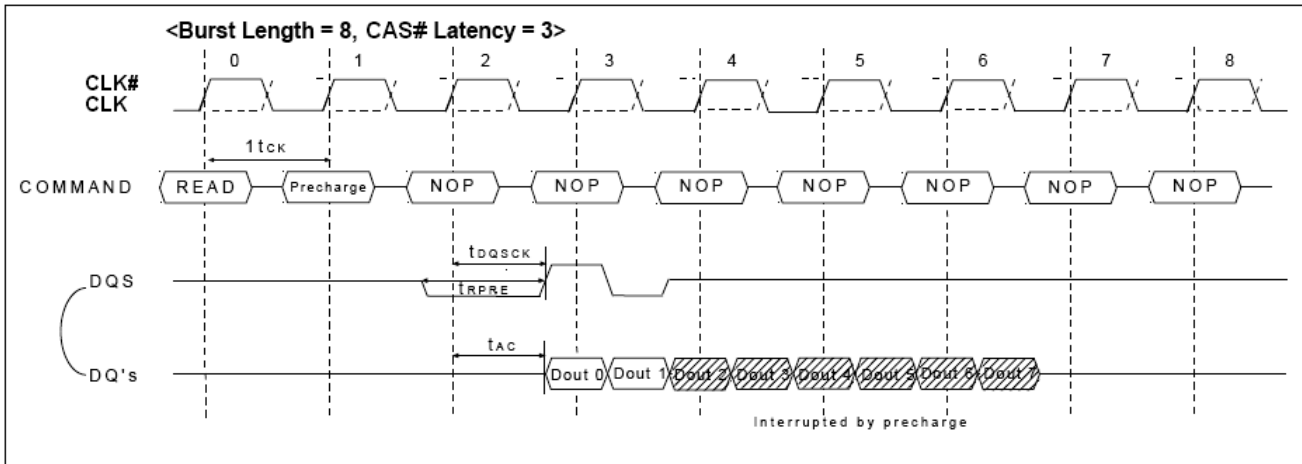 <Burst Length = 8, CAS# Latency = 3>
0 1 2 3 4 5 6 7 8
CLK#
CLK
1tCK
COMMAND READ Precharge NOP NOP NOP NOP NOP NOP NOP
tDQSCK
DQS
tRPRE
tAC
DQ's Dout 0 Dout 1 Dout 2 Dout 3 Dout 4 Dout 5 Dout 6 Dout 7
Interrupted by precharge